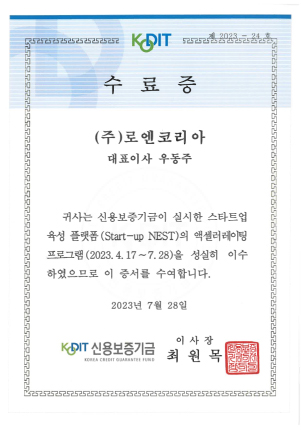 KODIT
제 2023 - 24 호
수 료 증
(주)로엔코리아
대표이사 우동주
귀사는 신용보증기금이 실시한 스타트업
육성 플랫폼(Start-up NEST)의 액셀러레이팅
프로그램(2023.4.17~7.28)을 성실히 이수
하였으므로 이 증서를 수여합니다.
2023년 7월 28일
KODIT 신용보증기금
KOREA CREDIT GUARANTEE FUND
이 사 장
최 원 목